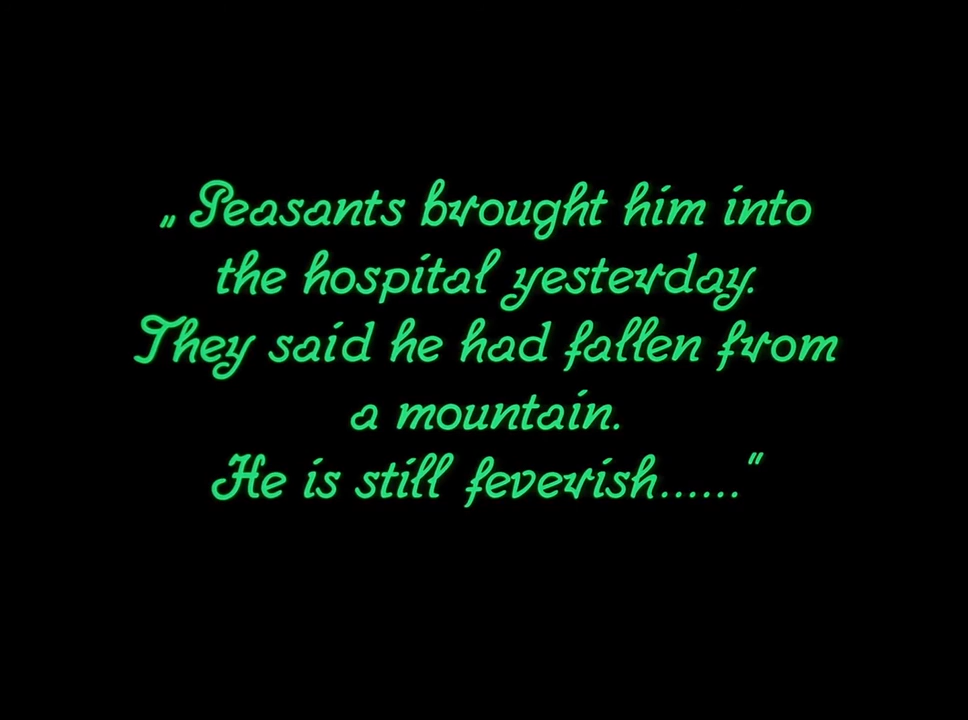 „Peasants brought him into
the hospital yesterday.
They said he had fallen from
a mountain.
He is still feverish......“